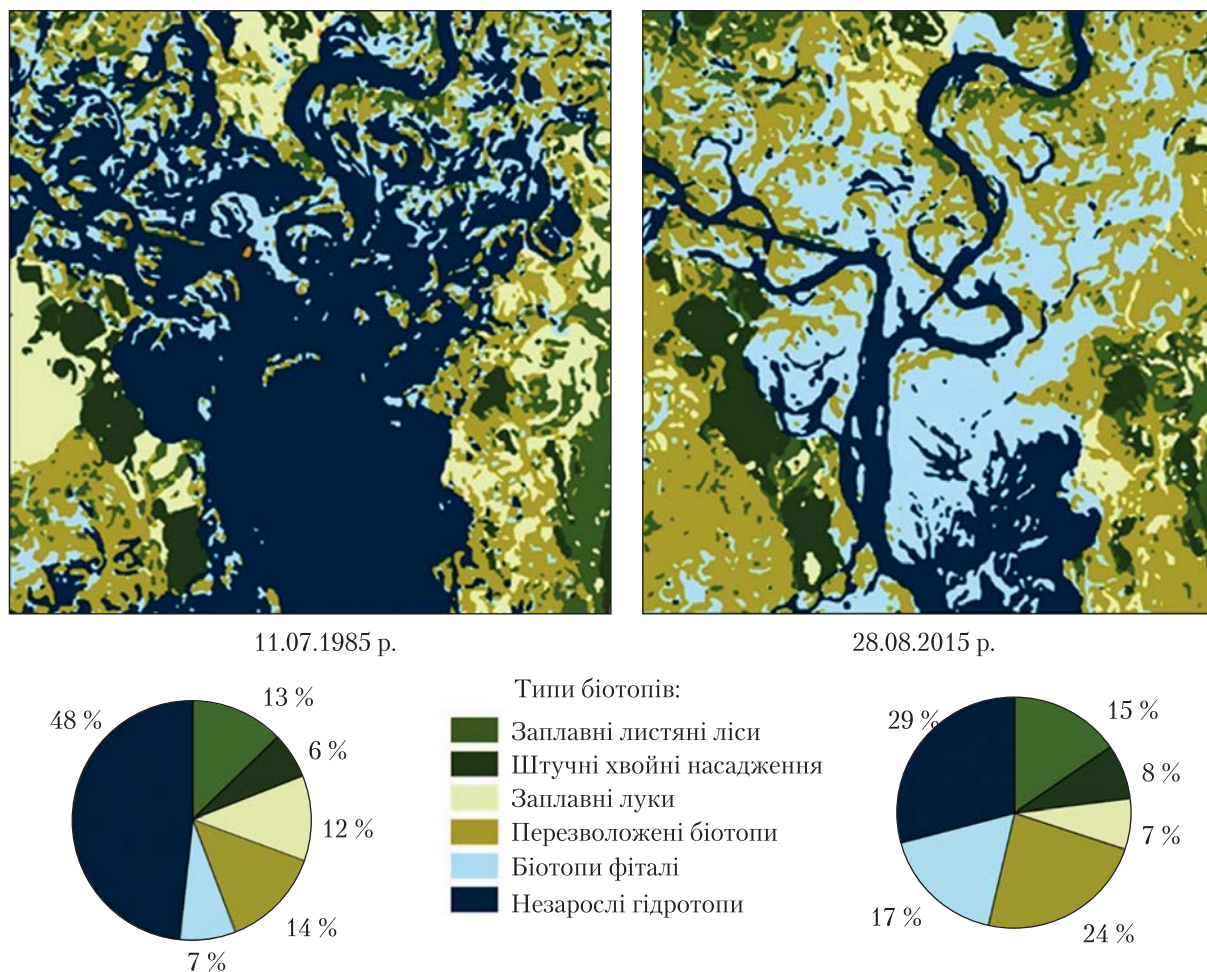 11.07.1985 р.
28.08.2015 р.
48 %
13 %
6 %
12 %
14 %
7 %
Типи біотопів:
Заплавні листяні ліси
Штучні хвойні насадження
Заплавні луки
Перезволожені біотопи
Біотопи фіталі
Незарослі гідротопи
29 %
15 %
8 %
7 %
24 %
17 %